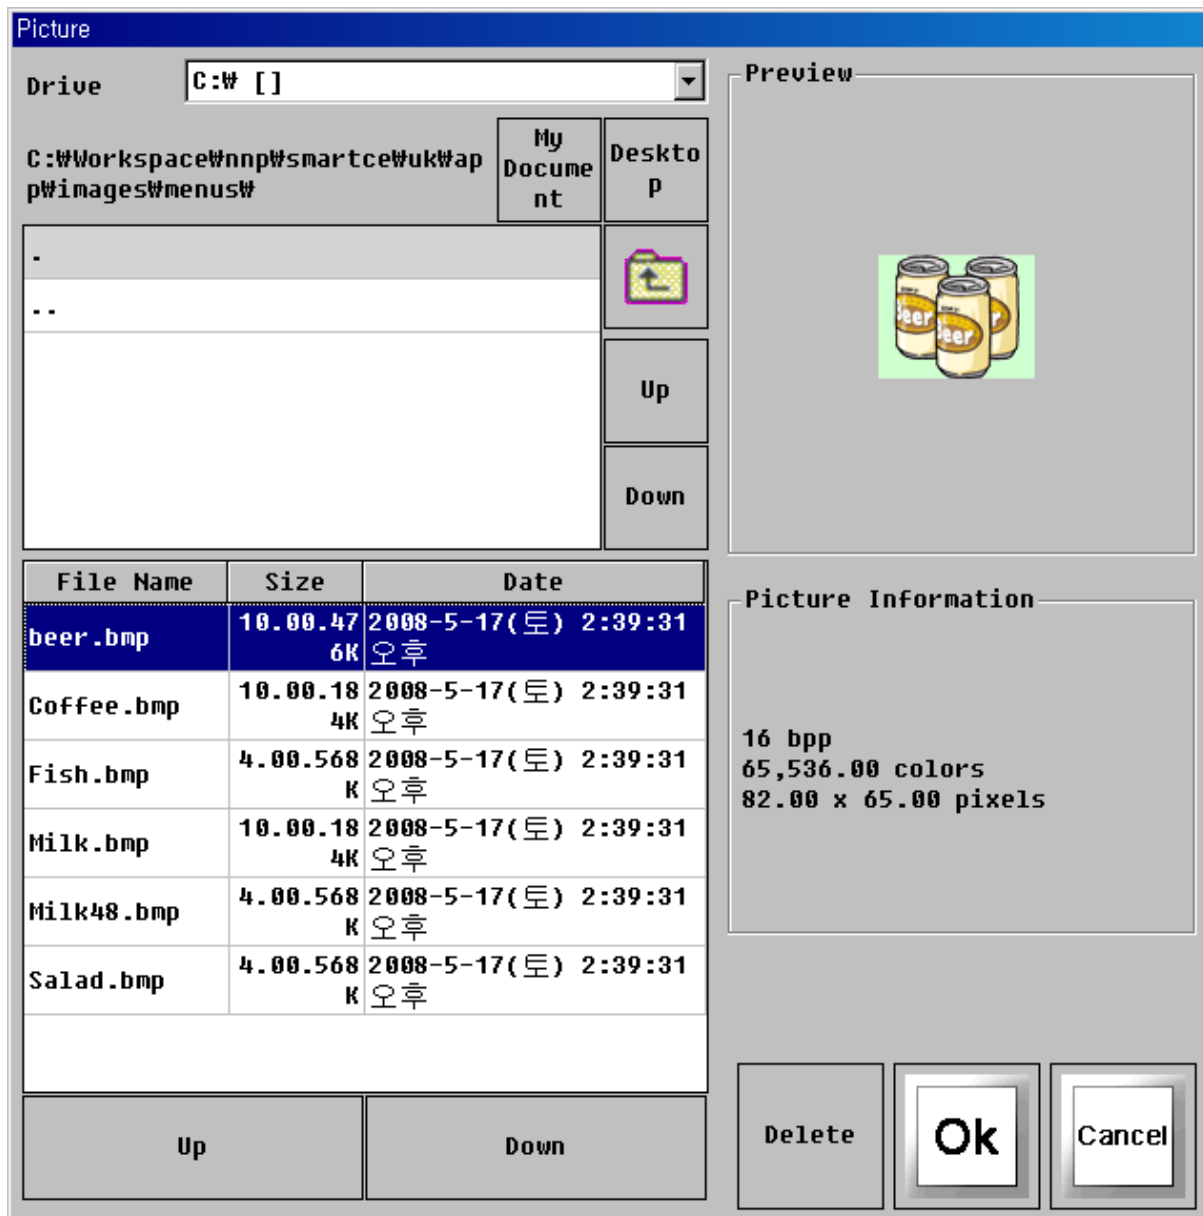 Picture
Drive
C:₩ []
C:₩Workspace₩nnp₩smartce₩uk₩ap
p₩images₩menus₩
My
Docume
nt
Deskto
p
.
..
Up
Down
File Name Size Date
beer.bmp 10.00.47 2008-5-17(토) 2:39:31
6K 오후
Coffee.bmp 10.00.18 2008-5-17(토) 2:39:31
4K 오후
Fish.bmp 4.00.568 2008-5-17(토) 2:39:31
K 오후
Milk.bmp 10.00.18 2008-5-17(토) 2:39:31
4K 오후
Milk48.bmp 4.00.568 2008-5-17(토) 2:39:31
K 오후
Salad.bmp 4.00.568 2008-5-17(토) 2:39:31
K 오후
Up Down
Preview
Beer
Beer
Picture Information
16 bpp
65,536.00 colors
82.00 x 65.00 pixels
Delete Ok Cancel